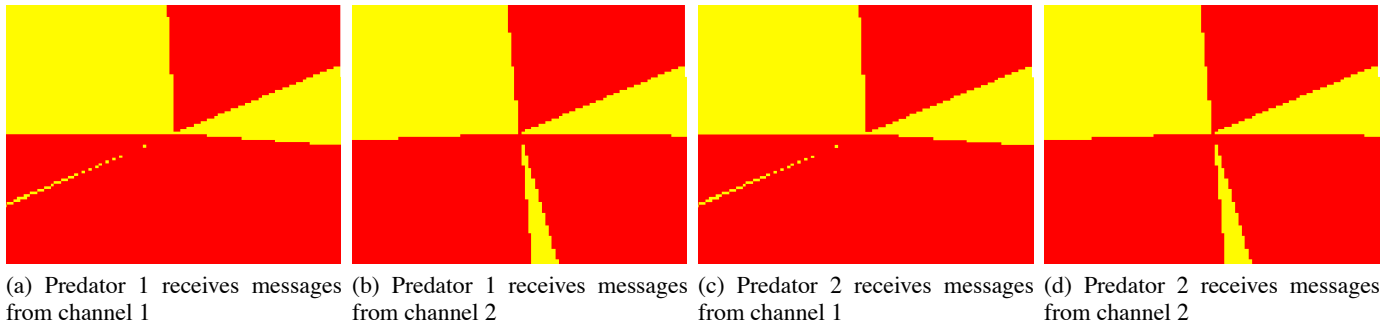 (a) Predator 1 receives messages
from channel 1
(b) Predator 1 receives messages
from channel 2
(c) Predator 2 receives messages
from channel 1
(d) Predator 2 receives messages
from channel 2